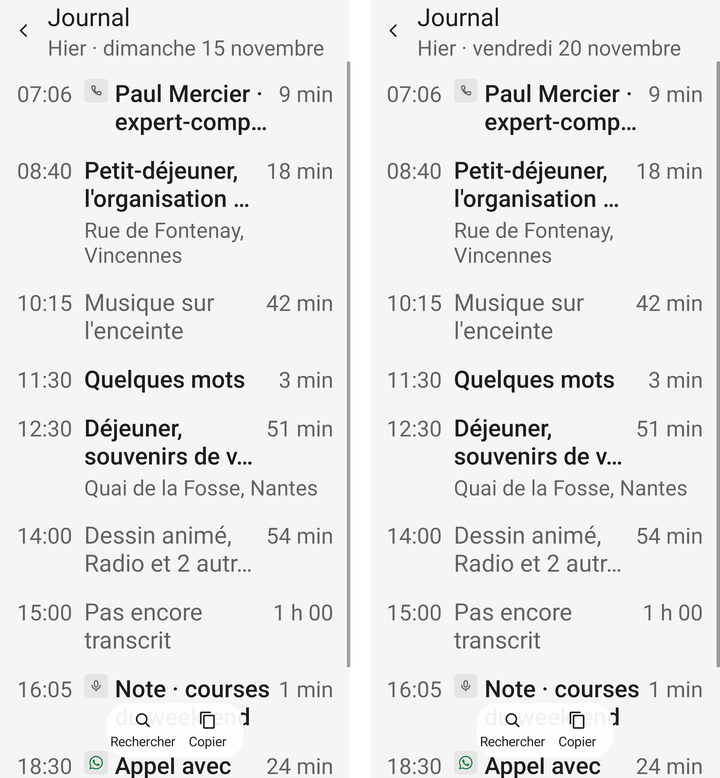 Journal
Hier · dimanche 15 novembre
07:06 Paul Mercier · 9 min
expert-comp...
08:40 Petit-déjeuner, 18 min
l'organisation ...
Rue de Fontenay,
Vincennes
10:15 Musique sur 42 min
l'enceinte
11:30 Quelques mots 3 min
12:30 Déjeuner, 51 min
souvenirs de v...
Quai de la Fosse, Nantes
14:00 Dessin animé, 54 min
Radio et 2 autr...
15:00 Pas encore 1 h 00
transcrit
16:05 Note · courses 1 min
du weekend
Rechercher Copier
18:30 Appel avec 24 min
Journal
Hier · vendredi 20 novembre
07:06 Paul Mercier · 9 min
expert-comp...
08:40 Petit-déjeuner, 18 min
l'organisation ...
Rue de Fontenay,
Vincennes
10:15 Musique sur 42 min
l'enceinte
11:30 Quelques mots 3 min
12:30 Déjeuner, 51 min
souvenirs de v...
Quai de la Fosse, Nantes
14:00 Dessin animé, 54 min
Radio et 2 autr...
15:00 Pas encore 1 h 00
transcrit
16:05 Note · courses 1 min
du weekend
Rechercher Copier
18:30 Appel avec 24 min